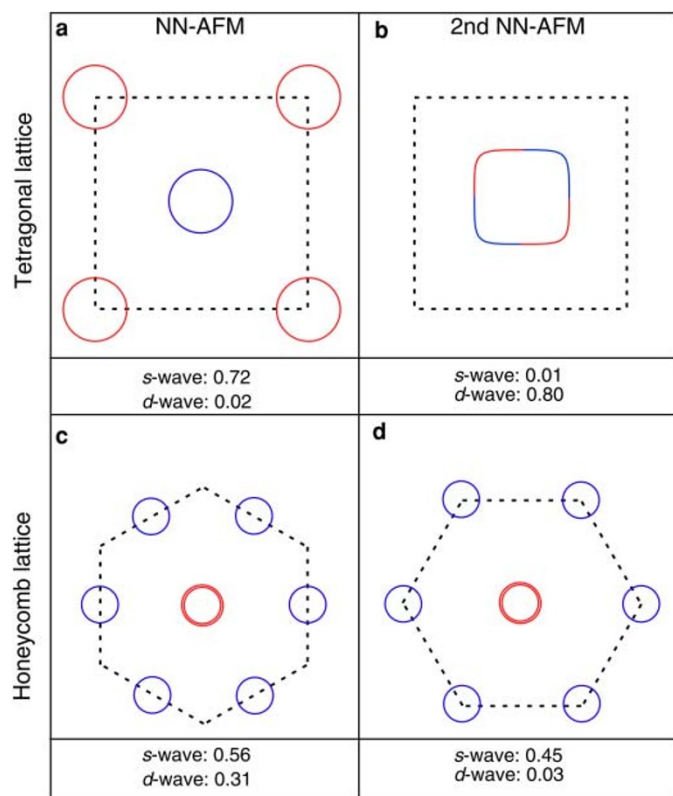 a NN-AFM
b 2nd NN-AFM
Tetragonal lattice
s-wave: 0.72
d-wave: 0.02
s-wave: 0.01
d-wave: 0.80
c
d
Honeycomb lattice
s-wave: 0.56
d-wave: 0.31
s-wave: 0.45
d-wave: 0.03